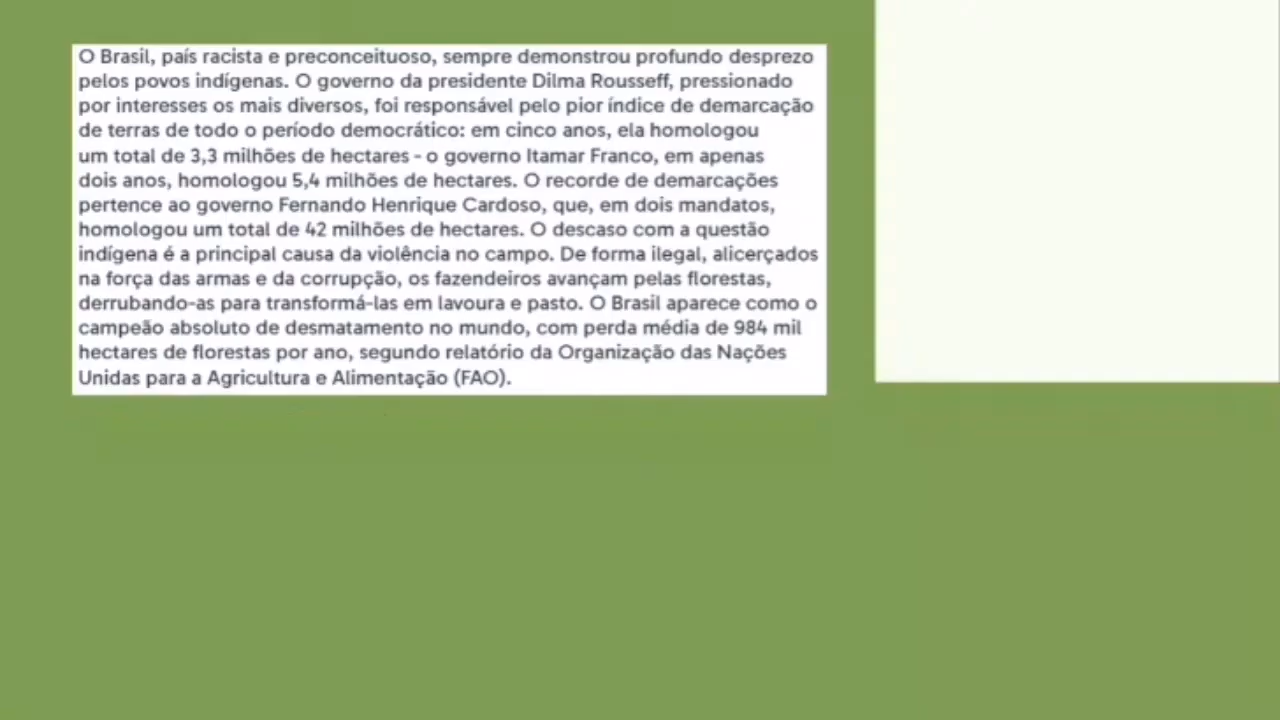 O Brasil, país racista e preconceituoso, sempre demonstrou profundo desprezo
pelos povos indígenas. O governo da presidente Dilma Rousseff, pressionado
por interesses os mais diversos, foi responsável pelo pior índice de demarcação
de terras de todo o período democrático: em cinco anos, ela homologou
um total de 3,3 milhões de hectares - o governo Itamar Franco, em apenas
dois anos, homologou 5,4 milhões de hectares. O recorde de demarcações
pertence ao governo Fernando Henrique Cardoso, que, em dois mandatos,
homologou um total de 42 milhões de hectares. O descaso com a questão
indígena é a principal causa da violência no campo. De forma ilegal, alicerçados
na força das armas e da corrupção, os fazendeiros avançam pelas florestas,
derrubando-as para transformá-las em lavoura e pasto. O Brasil aparece como o
campeão absoluto de desmatamento no mundo, com perda média de 984 mil
hectares de florestas por ano, segundo relatório da Organização das Nações
Unidas para a Agricultura e Alimentação (FAO).